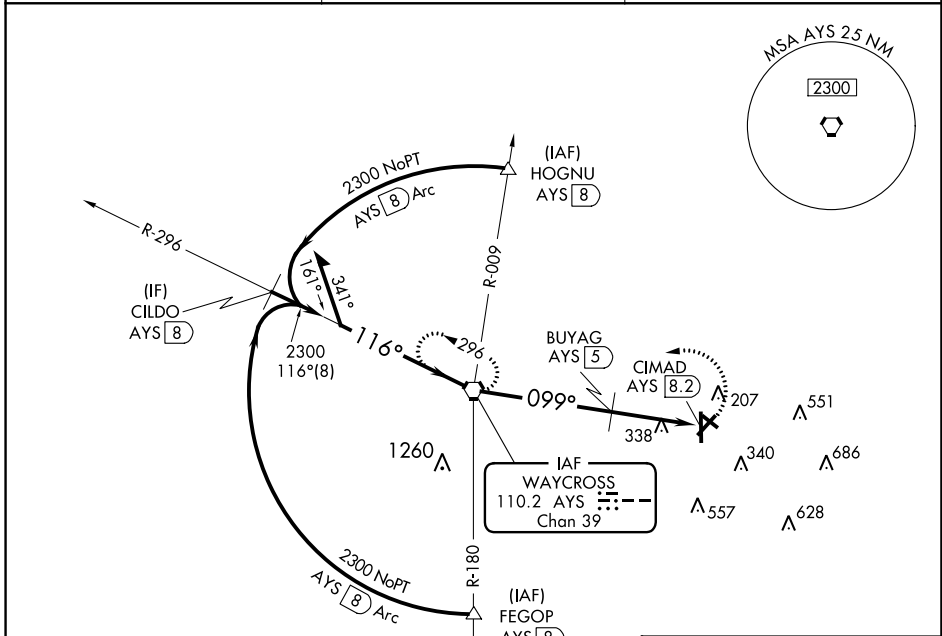 MSA AYS 25 NM
2300
(IAF)
HOGNU
AYS 8
2300 NoPT
AYS 8 Arc
R-296
R-009
161°
341°
(IF)
CILDO
AYS 8
2300
116°(8)
116°
296
BUYAG
AYS 5
CIMAD
AYS 8.2
099°
207
551
338
340
686
1260
557
628
IAF
WAYCROSS
110.2 AYS
Chan 39
R-180
2300 NoPT
AYS 8 Arc
(IAF)
FEGOP
AYS 8